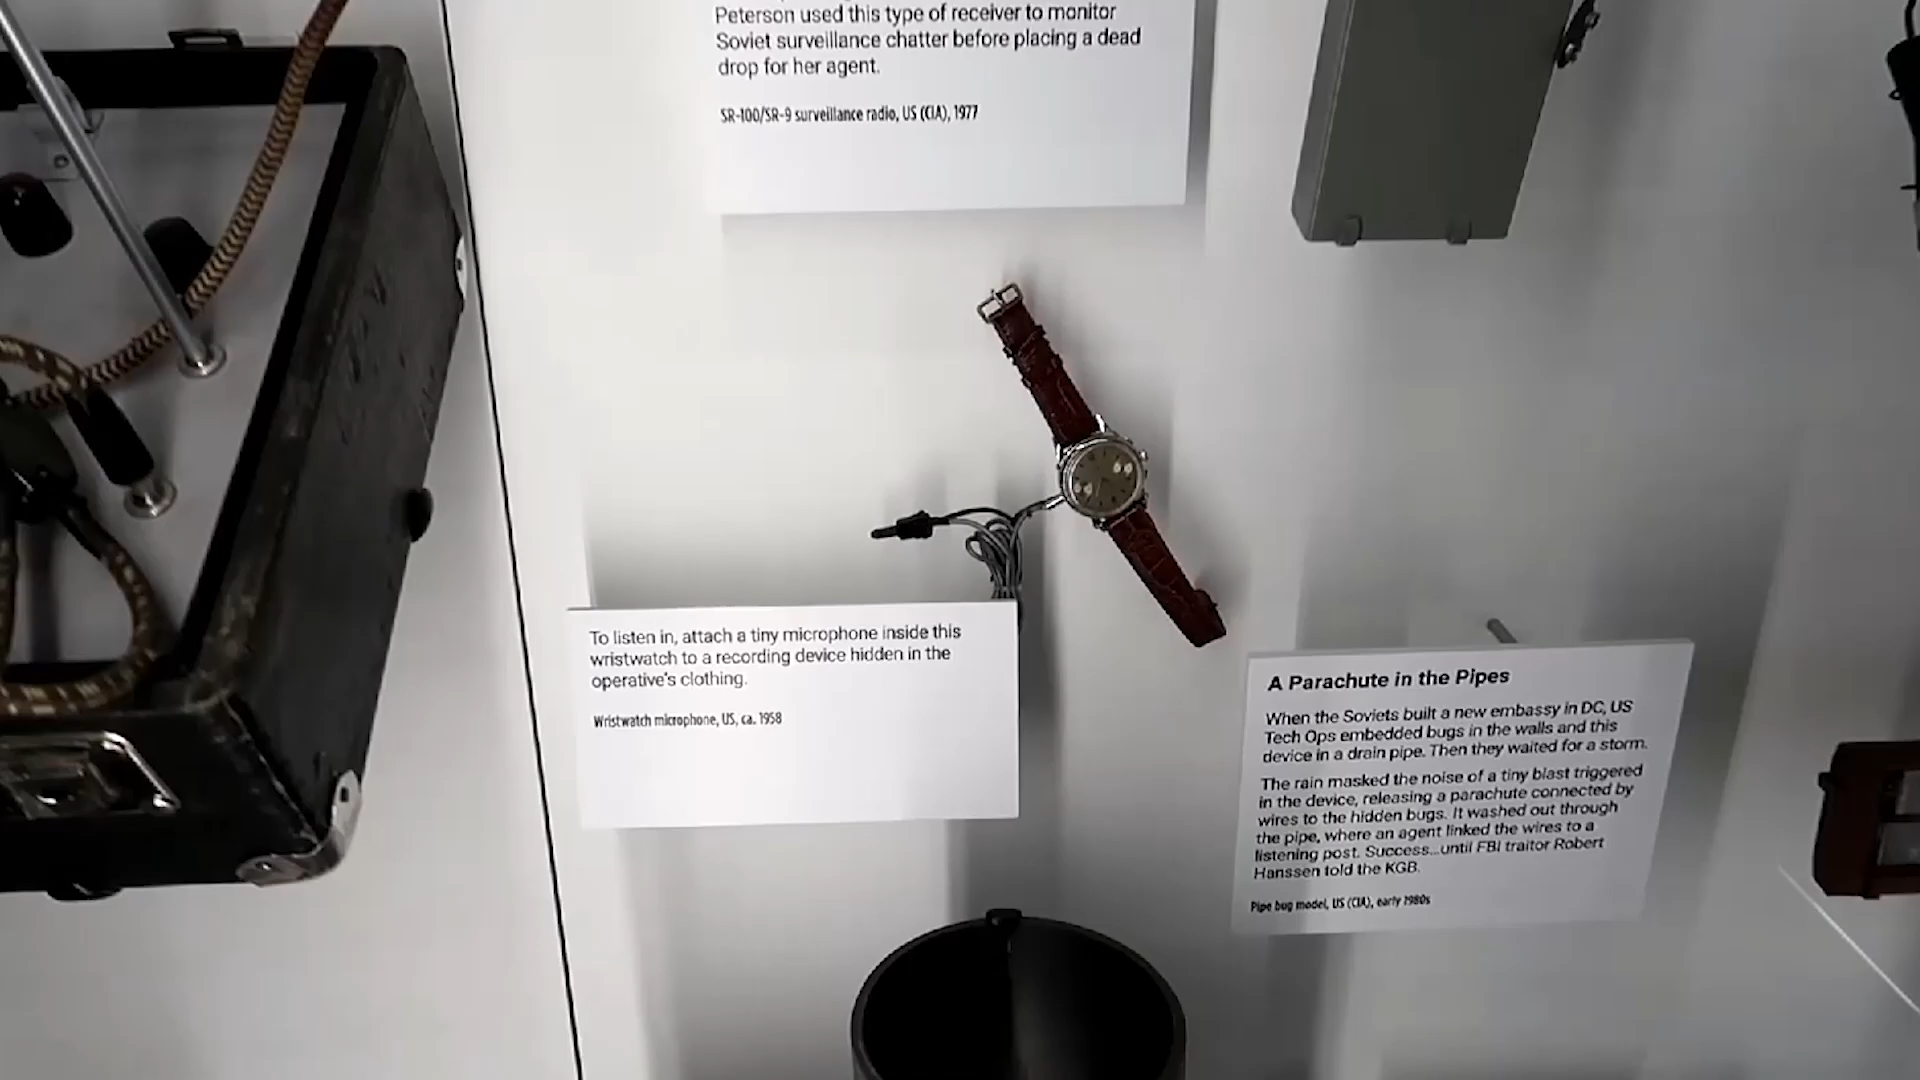 Peterson used this type of receiver to monitor
Soviet surveillance chatter before placing a dead
drop for her agent.
SR-100/SR-9 surveillance radio, US (CIA), 1977
To listen in, attach a tiny microphone inside this
wristwatch to a recording device hidden in the
operative's clothing.
Wristwatch microphone, US, ca. 1958
A Parachute in the Pipes
When the Soviets built a new embassy in DC, US
Tech Ops embedded bugs in the walls and this
device in a drain pipe. Then they waited for a storm.
The rain masked the noise of a tiny blast triggered
in the device, releasing a parachute connected by
wires to the hidden bugs. It washed out through
the pipe, where an agent linked the wires to a
listening post. Success...until FBI traitor Robert
Hanssen told the KGB.
Pipe bug model, US (CIA), early 1980s